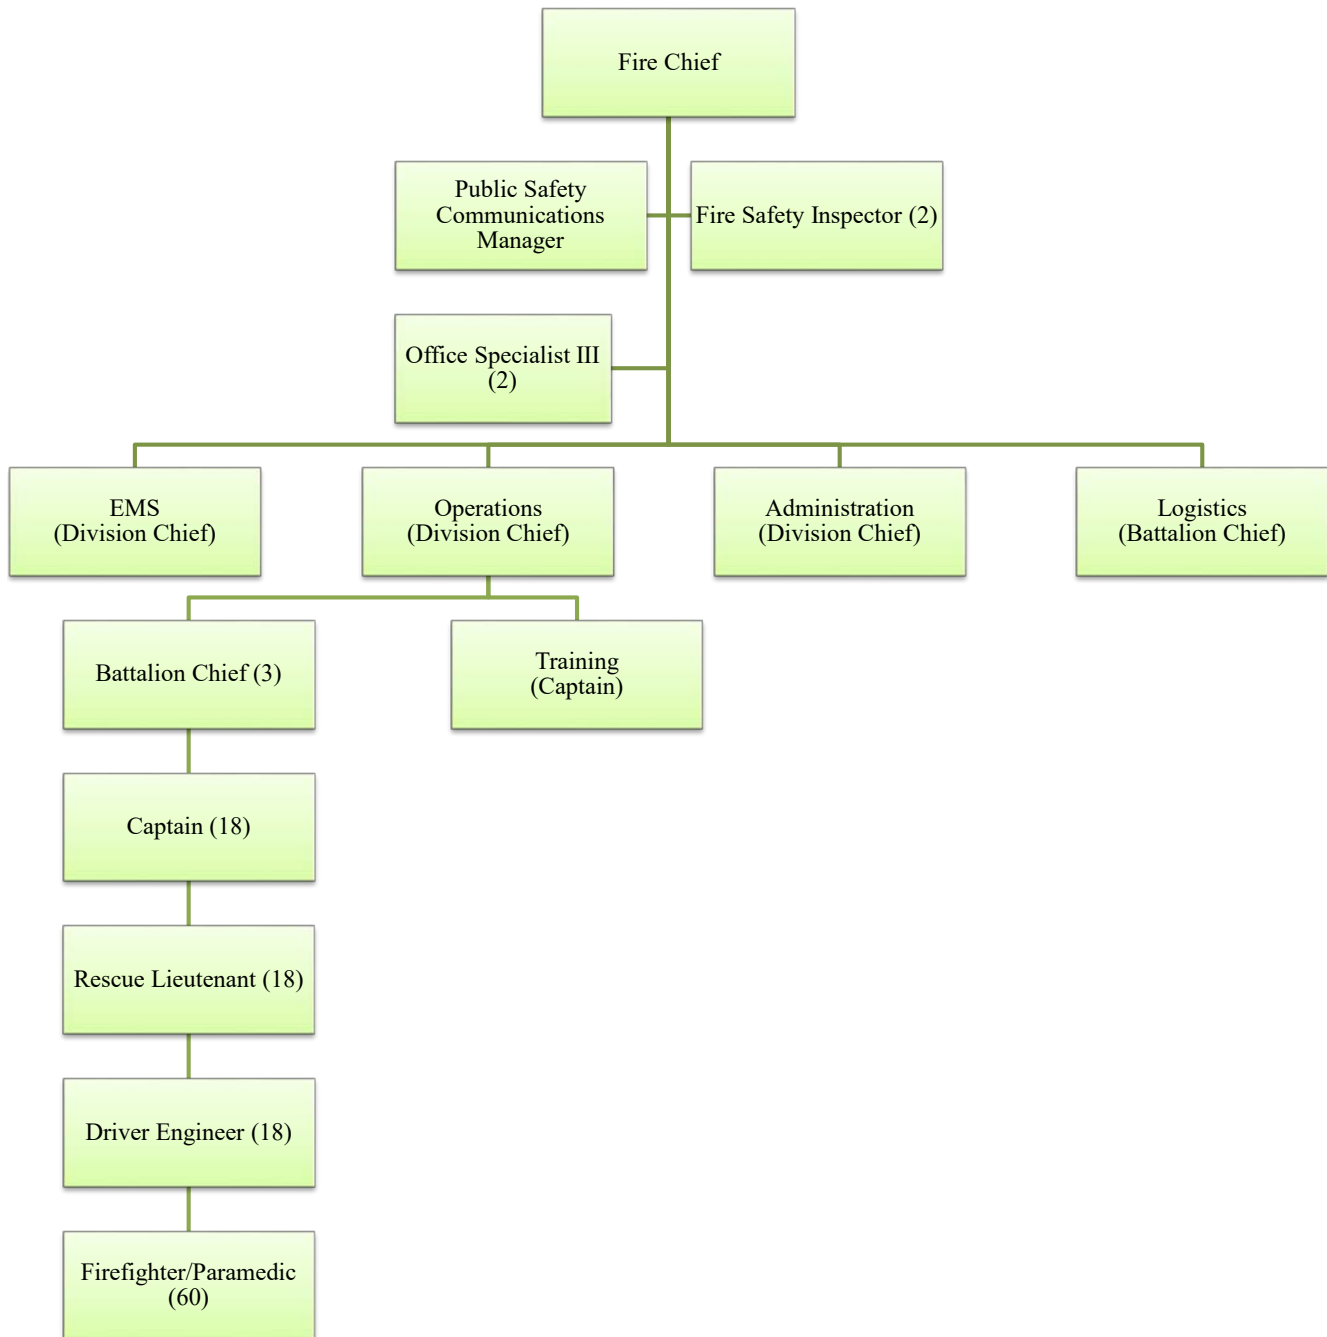 Fire Chief
Public Safety
Communications
Manager
Fire Safety Inspector (2)
Office Specialist III
(2)
EMS
(Division Chief)
Operations
(Division Chief)
Administration
(Division Chief)
Logistics
(Battalion Chief)
Battalion Chief (3)
Training
(Captain)
Captain (18)
Rescue Lieutenant (18)
Driver Engineer (18)
Firefighter/Paramedic
(60)